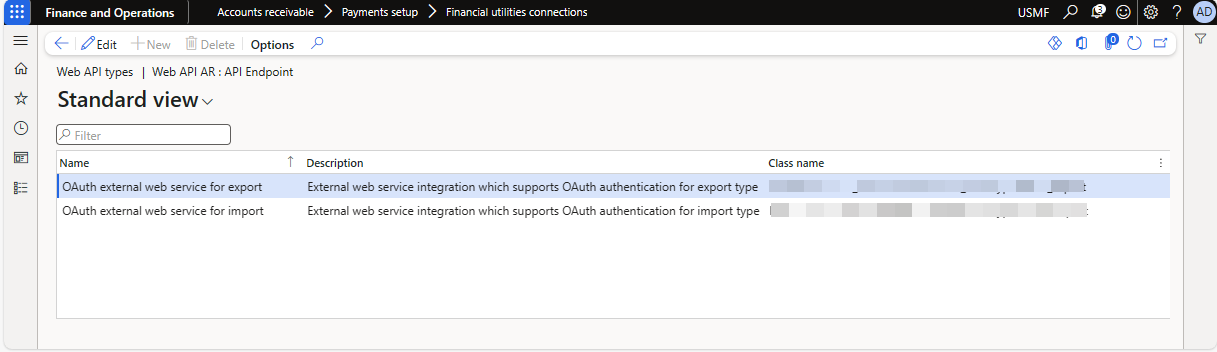 Finance and Operations Accounts receivable Payments setup Financial utilities connections USMF 3 ? AD
Edit New Delete Options 0
Web API types | Web API AR : API Endpoint
Standard view
Filter
Name Description Class name
OAuth external web service for export External web service integration which supports OAuth authentication for export type
OAuth external web service for import External web service integration which supports OAuth authentication for import type